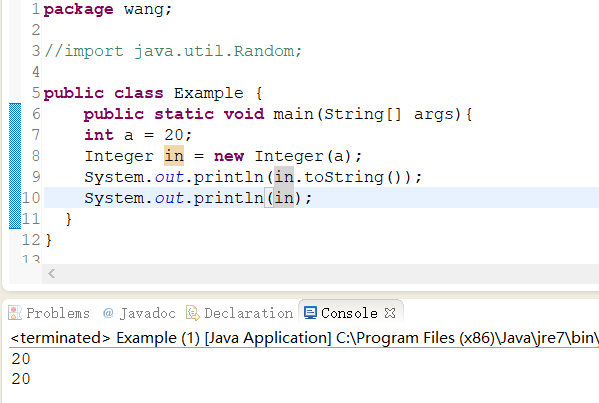 1 package wang;
2
3 //import java.util.Random;
4
5 public class Example {
6 public static void main(String[] args){
7 int a = 20;
8 Integer in = new Integer(a);
9 System.out.println(in.toString());
10 System.out.println(in);
11 }
12 }
13
Problems @ Javadoc Declaration Console
<terminated> Example (1) [Java Application] C:\Program Files (x86)\Java\jre7\bin\
20
20